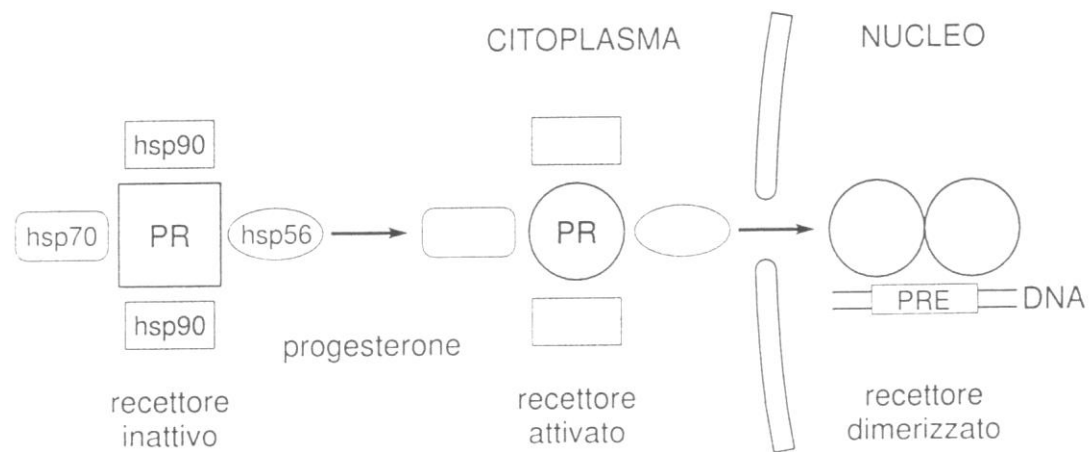 CITOPLASMA
NUCLEO
hsp90
hsp70
PR
hsp56
hsp90
PR
PRE
DNA
progesterone
recettore
inattivo
recettore
attivato
recettore
dimerizzato